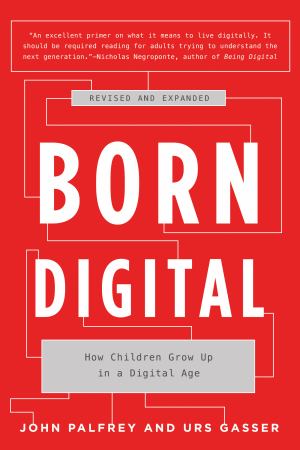 "An excellent primer on what it means to live digitally. It
should be required reading for adults trying to understand the
next generation."—Nicholas Negroponte, author of Being Digital
REVISED AND EXPANDED
BORN
DIGITAL
How Children Grow Up
in a Digital Age
JOHN PALFREY AND URS GASSER